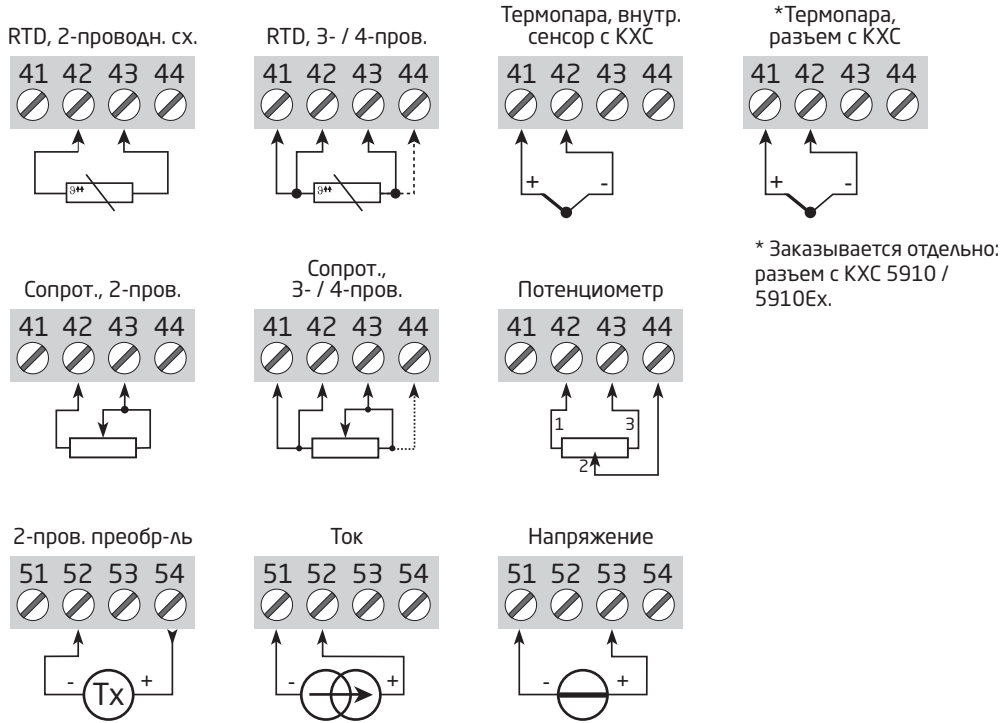 RTD, 2-проводн. сх.
41 42 43 44
ϑ
RTD, 3- / 4-пров.
41 42 43 44
ϑ
Термопара, внутр.
сенсор с КХС
41 42 43 44
+ -
*Термопара,
разъем с КХС
41 42 43 44
+ -
* Заказывается отдельно:
разъем с КХС 5910 /
5910Ex.
Сопрот., 2-пров.
41 42 43 44
Сопрот.,
3- / 4-пров.
41 42 43 44
Потенциометр
41 42 43 44
1 3
2
2-пров. преобр-ль
51 52 53 54
- Tx +
Ток
51 52 53 54
- +
Напряжение
51 52 53 54
- +